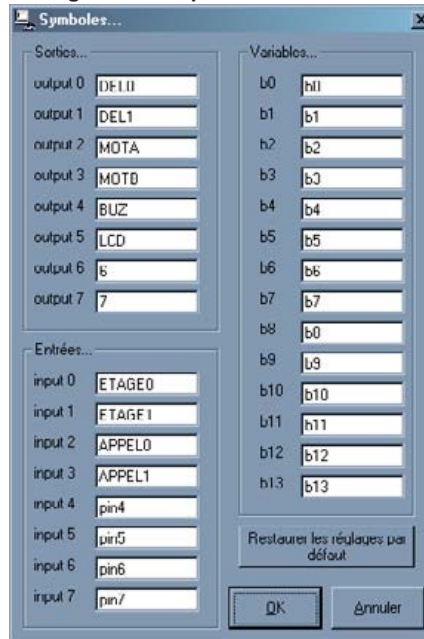 Symboles...
Sorties...
output 0 DEL0
output 1 DEL1
output 2 MOTA
output 3 MOTB
output 4 BUZ
output 5 LCD
output 6 6
output 7 7
Entrées...
input 0 ETAGE0
input 1 ETAGE1
input 2 APPEL0
input 3 APPEL1
input 4 pin4
input 5 pin5
input 6 pin6
input 7 pin7
Variables...
b0 b0
b1 b1
b2 b2
b3 b3
b4 b4
b5 b5
b6 b6
b7 b7
b8 b8
b9 b9
b10 b10
b11 b11
b12 b12
b13 b13
Restaurer les réglages par
défaut
OK
Annuler